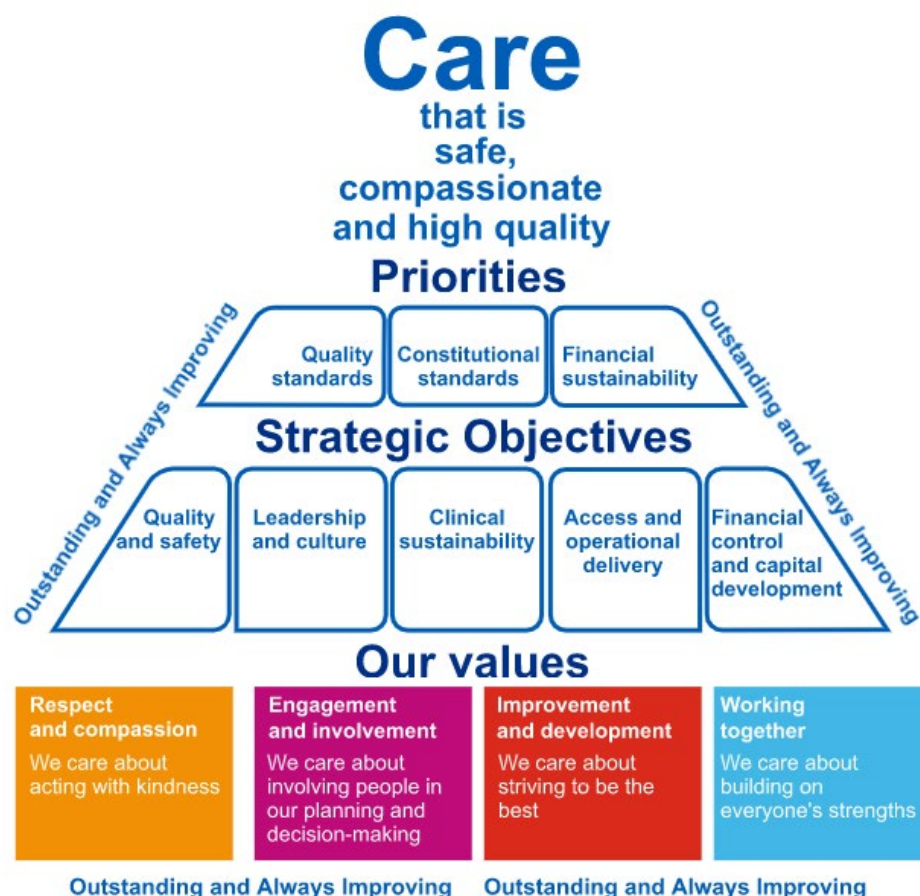 Care
that is
safe,
compassionate
and high quality
Priorities
Outstanding and Always Improving
Quality
standards
Constitutional
standards
Financial
sustainability
Outstanding and Always Improving
Strategic Objectives
Quality
and safety
Leadership
and culture
Clinical
sustainability
Access and
operational
delivery
Financial
control
and capital
development
Our values
Respect
and compassion
We care about
acting with kindness
Engagement
and involvement
We care about
involving people in
our planning and
decision-making
Improvement
and development
We care about
striving to be the
best
Working
together
We care about
building on
everyone's strengths
Outstanding and Always Improving
Outstanding and Always Improving